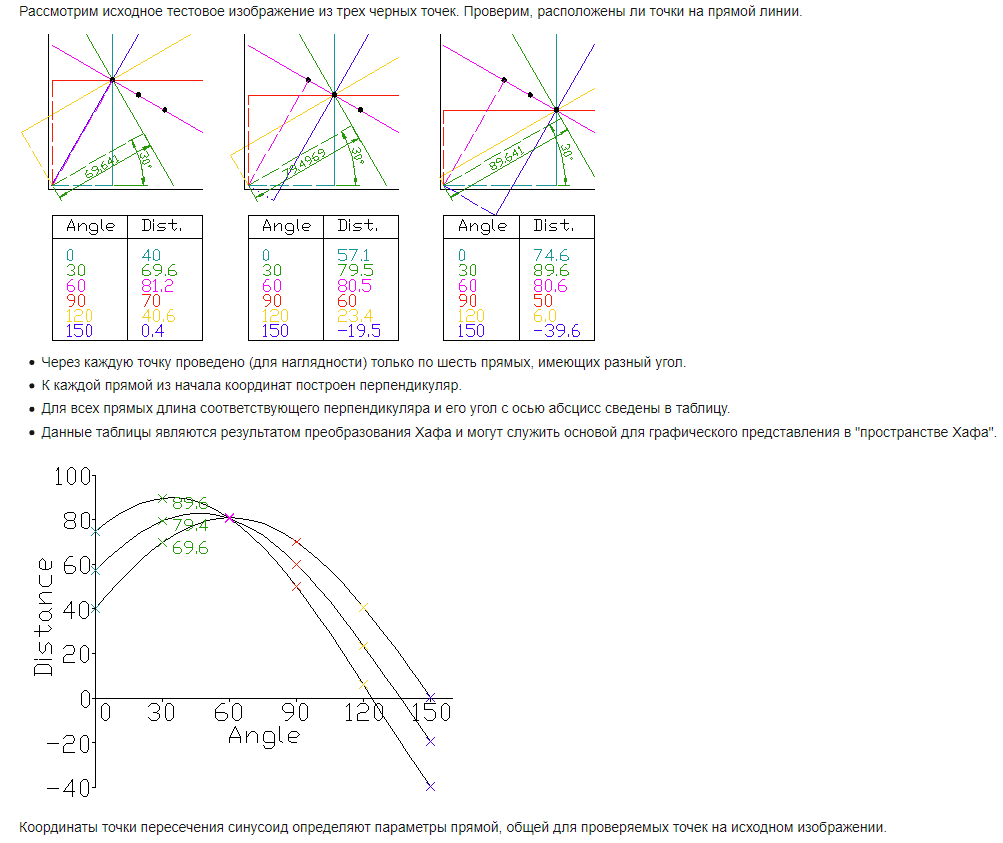 Рассмотрим исходное тестовое изображение из трех черных точек. Проверим, расположены ли точки на прямой линии.
69.641 30° 79.4969 30° 89.641 30°
Angle Dist. Angle Dist. Angle Dist.
0 40 0 57.1 0 74.6
30 69.6 30 79.5 30 89.6
60 81.2 60 80.5 60 80.6
90 70 90 60 90 50
120 40.6 120 23.4 120 6.0
150 0.4 150 -19.5 150 -39.6
• Через каждую точку проведено (для наглядности) только по шесть прямых, имеющих разный угол.
• К каждой прямой из начала координат построен перпендикуляр.
• Для всех прямых длина соответствующего перпендикуляра и его угол с осью абсцисс сведены в таблицу.
• Данные таблицы являются результатом преобразования Хафа и могут служить основой для графического представления в "пространстве Хафа".
100
89.6
80
79.4
69.6
60
Distance
40
20
0
0 30 60 90 120 150
Angle
-20
-40
Координаты точки пересечения синусоид определяют параметры прямой, общей для проверяемых точек на исходном изображении.